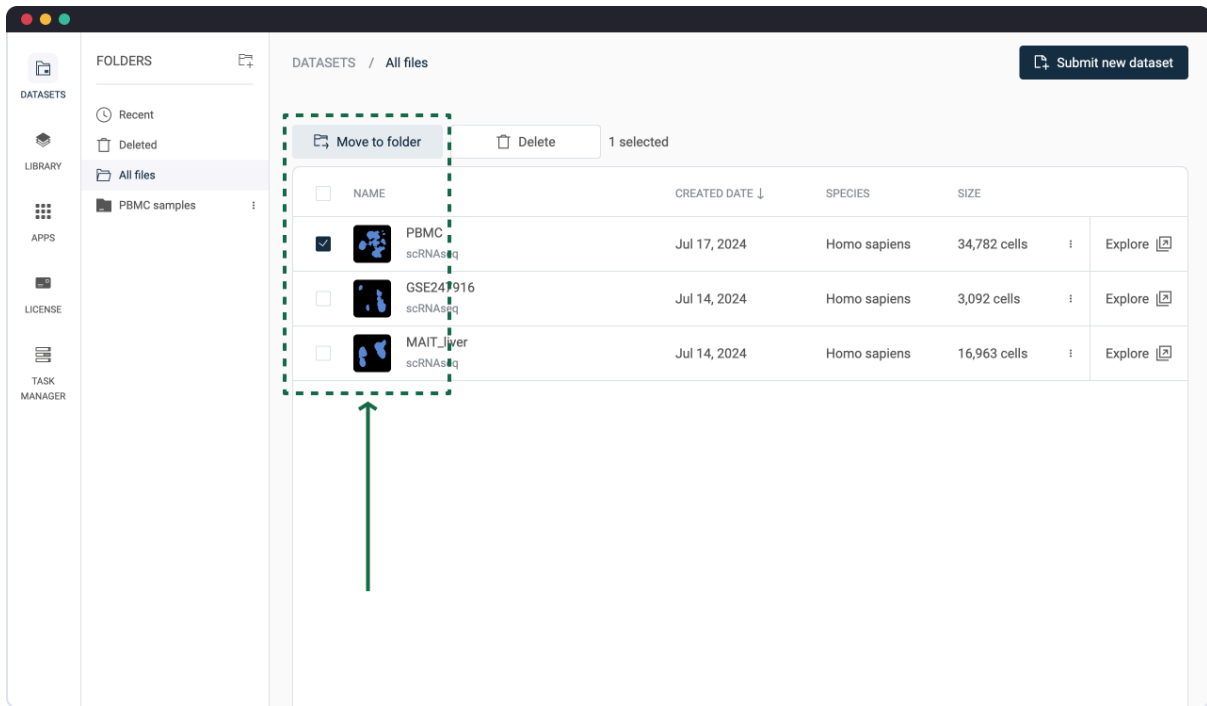 DATASETS
LIBRARY
APPS
LICENSE
TASK
MANAGER
FOLDERS
Recent
Deleted
All files
PBMC samples
DATASETS / All files
Submit new dataset
Move to folder
Delete
1 selected
NAME CREATED DATE ↓ SPECIES SIZE
PBMC
scRNAseq
Jul 17, 2024 Homo sapiens 34,782 cells Explore
GSE247916
scRNAseq
Jul 14, 2024 Homo sapiens 3,092 cells Explore
MAIT_liver
scRNAseq
Jul 14, 2024 Homo sapiens 16,963 cells Explore